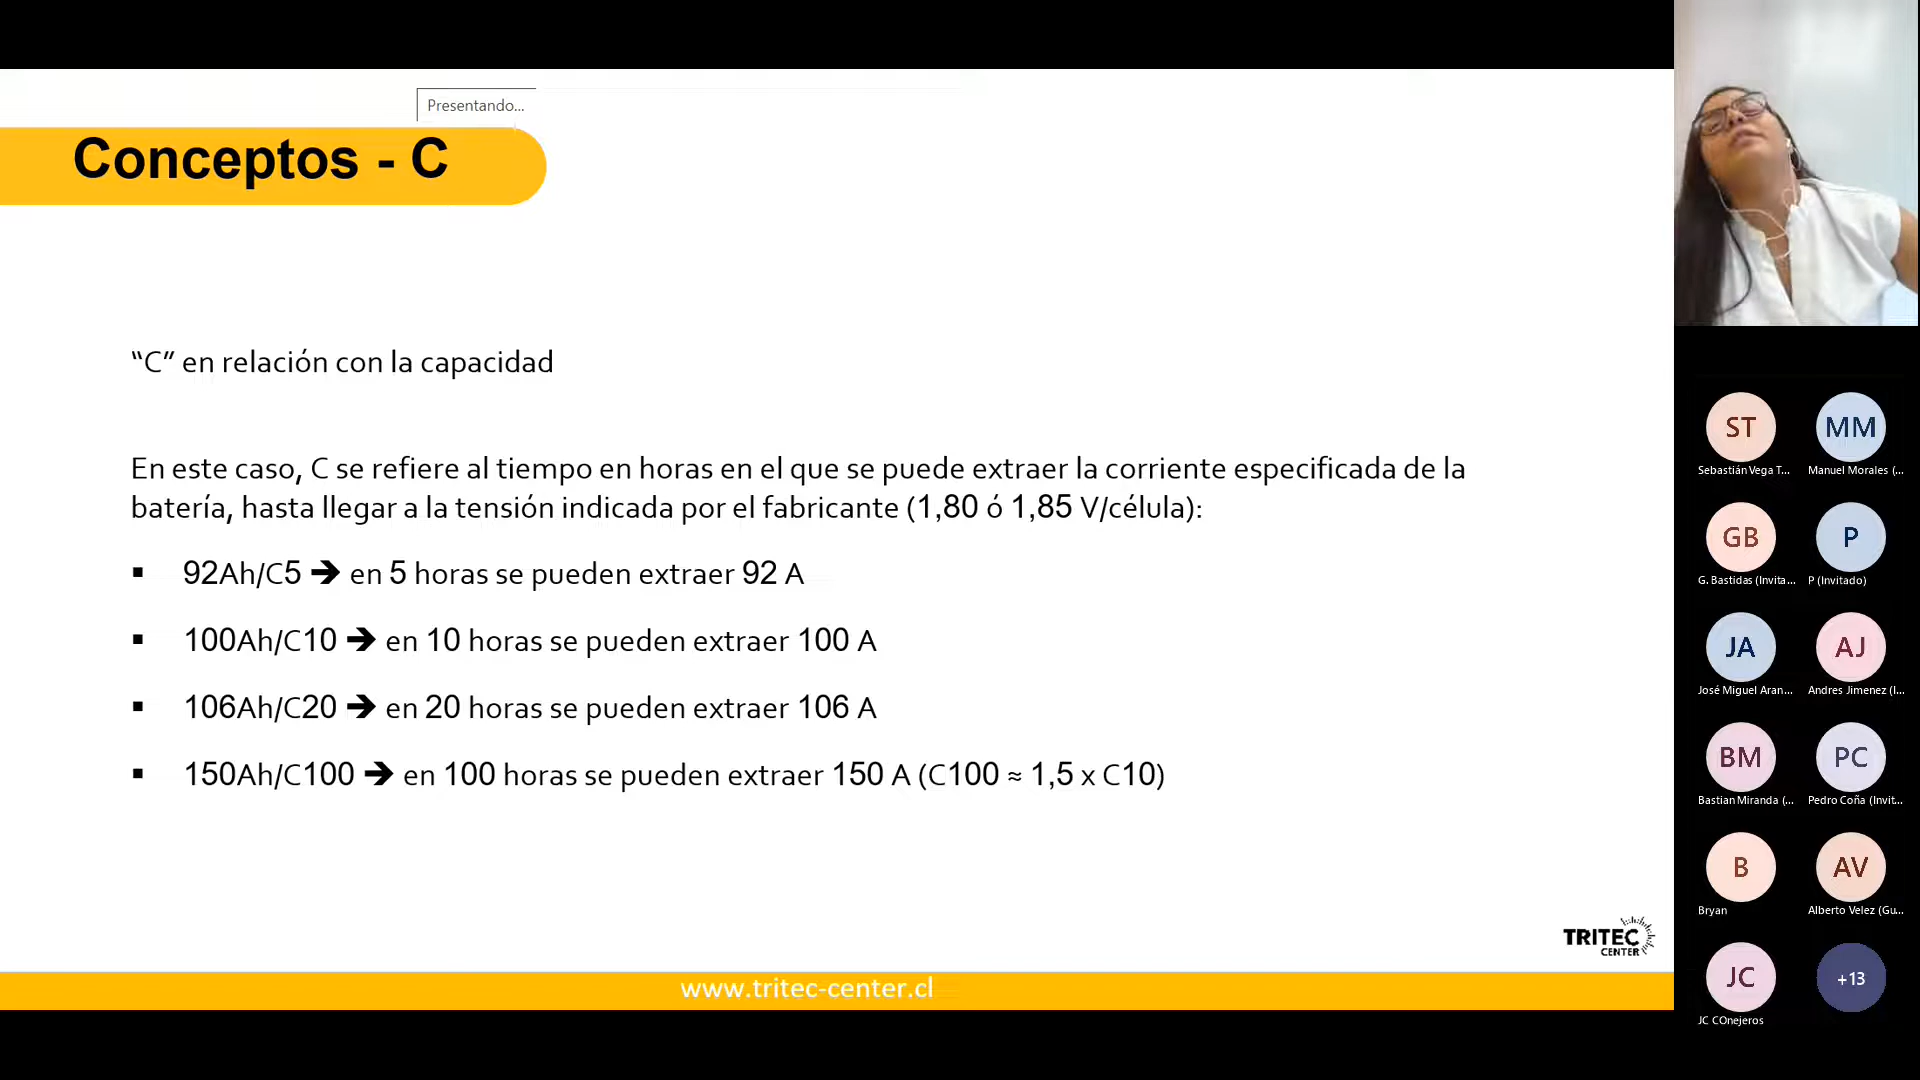 Presentando...
Conceptos - C
“C” en relación con la capacidad
En este caso, C se refiere al tiempo en horas en el que se puede extraer la corriente especificada de la
batería, hasta llegar a la tensión indicada por el fabricante (1,80 ó 1,85 V/célula):
▪ 92Ah/C5 🡺 en 5 horas se pueden extraer 92 A
▪ 100Ah/C10 🡺 en 10 horas se pueden extraer 100 A
▪ 106Ah/C20 🡺 en 20 horas se pueden extraer 106 A
▪ 150Ah/C100 🡺 en 100 horas se pueden extraer 150 A (C100 ≈ 1,5 x C10)
TRITEC
CENTER
www.tritec-center.cl
ST MM
Sebastián Vega T... Manuel Morales (...
GB P
G. Bastidas (Invita... P (Invitado)
JA AJ
José Miguel Aran... Andres Jimenez (I...
BM PC
Bastian Miranda (... Pedro Coña (Invit...
B AV
Bryan Alberto Velez (Gu...
JC +13
JC COnejeros